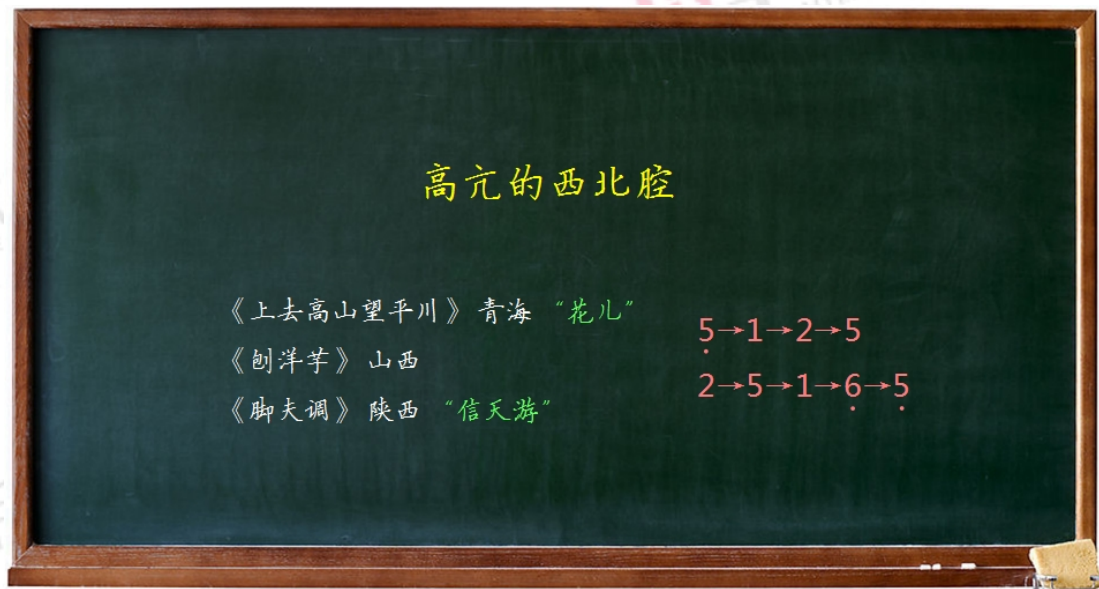 高亢的西北腔
《上去高山望平川》青海 “花儿”
5̣→1→2→5
《刨洋芋》山西
2→5→1→6̣→5̣
《脚夫调》陕西 “信天游”